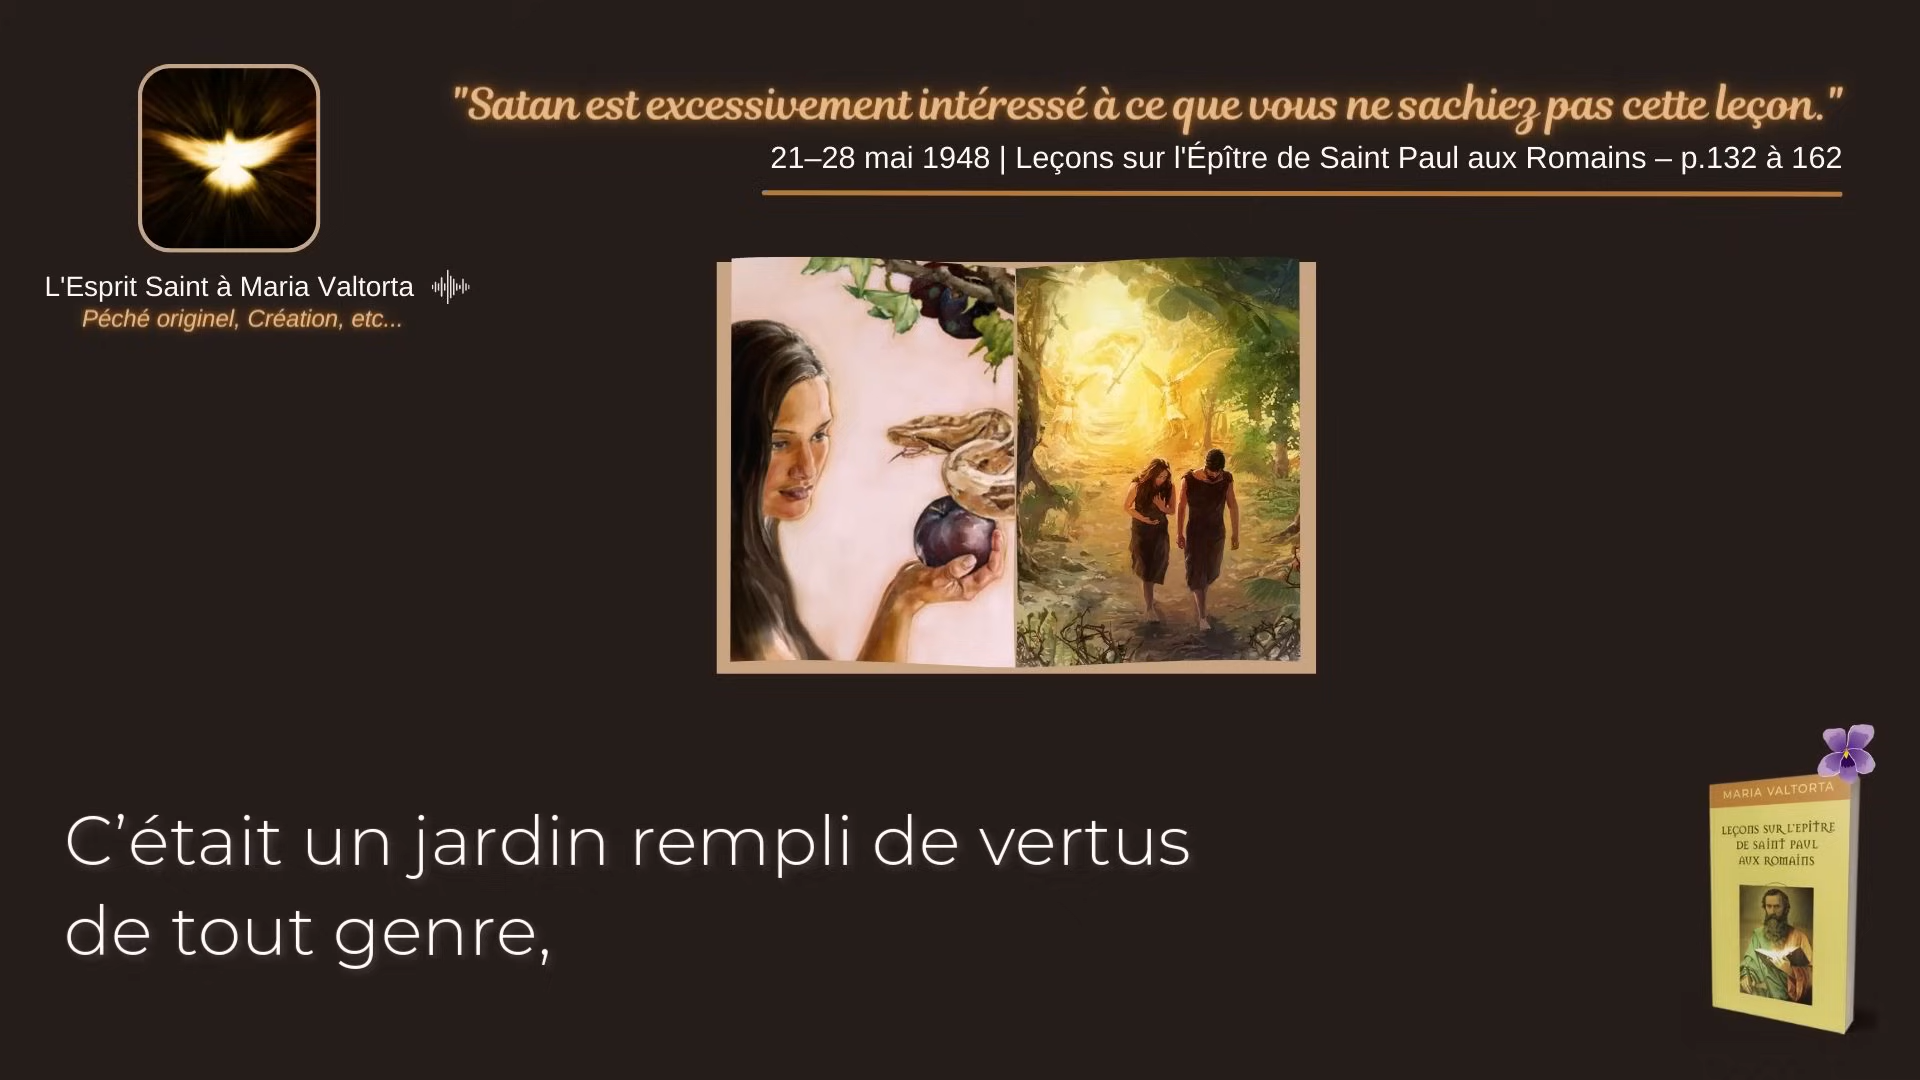 "Satan est excessivement intéressé à ce que vous ne sachiez pas cette leçon."
21–28 mai 1948 | Leçons sur l'Épître de Saint Paul aux Romains – p.132 à 162
L'Esprit Saint à Maria Valtorta
Péché originel, Création, etc...
C’était un jardin rempli de vertus
de tout genre,
MARIA VALTORTA
LEÇONS SUR L'EPÎTRE
DE SAINT PAUL
AUX ROMAINS